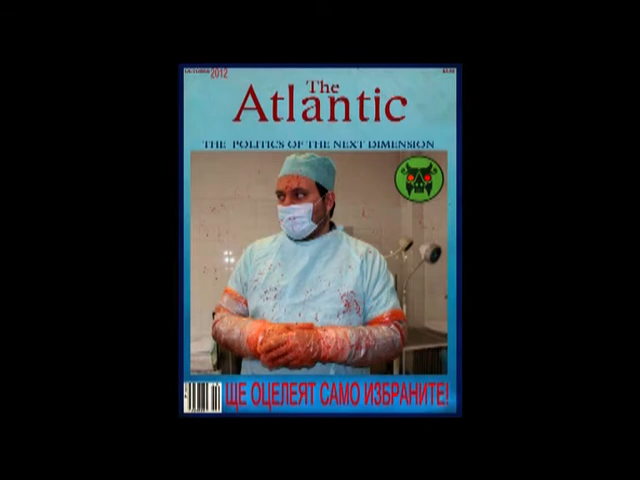 2012
The
Atlantic
THE POLITICS OF THE NEXT DIMENSION
ЩЕ ОЦЕЛЕЯТ САМО ИЗБРАНИТЕ!